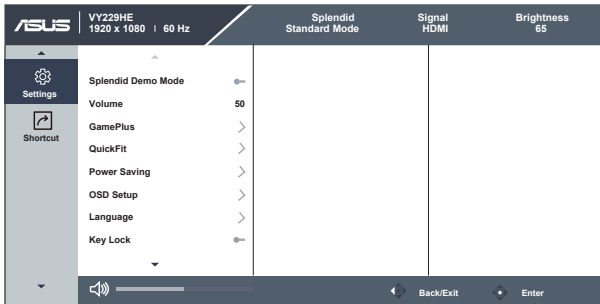 ASUS
VY229HE
1920 x 1080 | 60 Hz
Splendid
Standard Mode
Signal
HDMI
Brightness
65
Settings
Shortcut
Splendid Demo Mode
Volume 50
GamePlus
QuickFit
Power Saving
OSD Setup
Language
Key Lock
Back/Exit
Enter